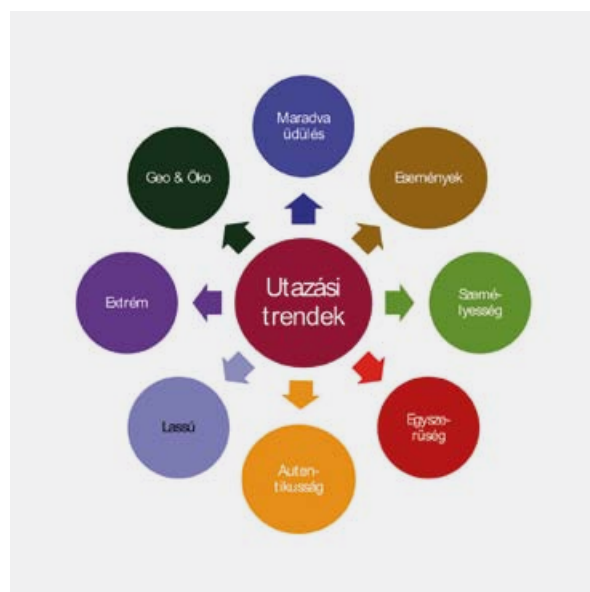 Maradva
üdülés
Események
Szemé-
lyesség
Egysze-
rűség
Auten-
tikusság
Lassú
Extrém
Geo & Öko
Utazási
trendek